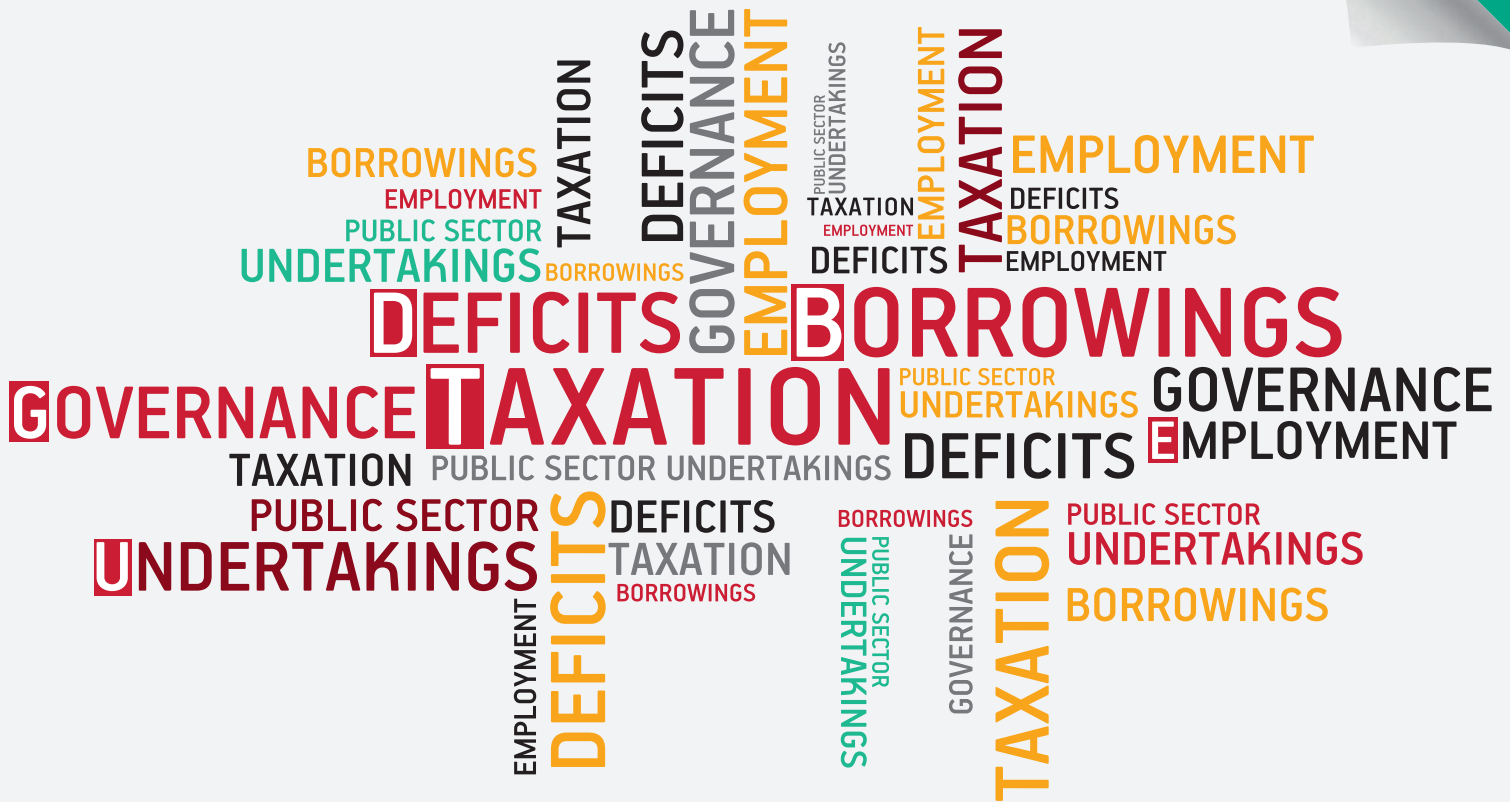 TAXATION
DEFICITS
GOVERNANCE
EMPLOYMENT
PUBLIC SECTOR
UNDERTAKINGS
EMPLOYMENT
TAXATION
BORROWINGS
EMPLOYMENT
PUBLIC SECTOR
UNDERTAKINGS
BORROWINGS
TAXATION
EMPLOYMENT
DEFICITS
EMPLOYMENT
DEFICITS
BORROWINGS
EMPLOYMENT
DEFICITS
BORROWINGS
GOVERNANCE
TAXATION
PUBLIC SECTOR
UNDERTAKINGS
GOVERNANCE
DEFICITS
EMPLOYMENT
TAXATION
PUBLIC SECTOR UNDERTAKINGS
PUBLIC SECTOR
UNDERTAKINGS
DEFICITS
DEFICITS
TAXATION
BORROWINGS
EMPLOYMENT
BORROWINGS
PUBLIC SECTOR
UNDERTAKINGS
GOVERNANCE
TAXATION
PUBLIC SECTOR
UNDERTAKINGS
BORROWINGS